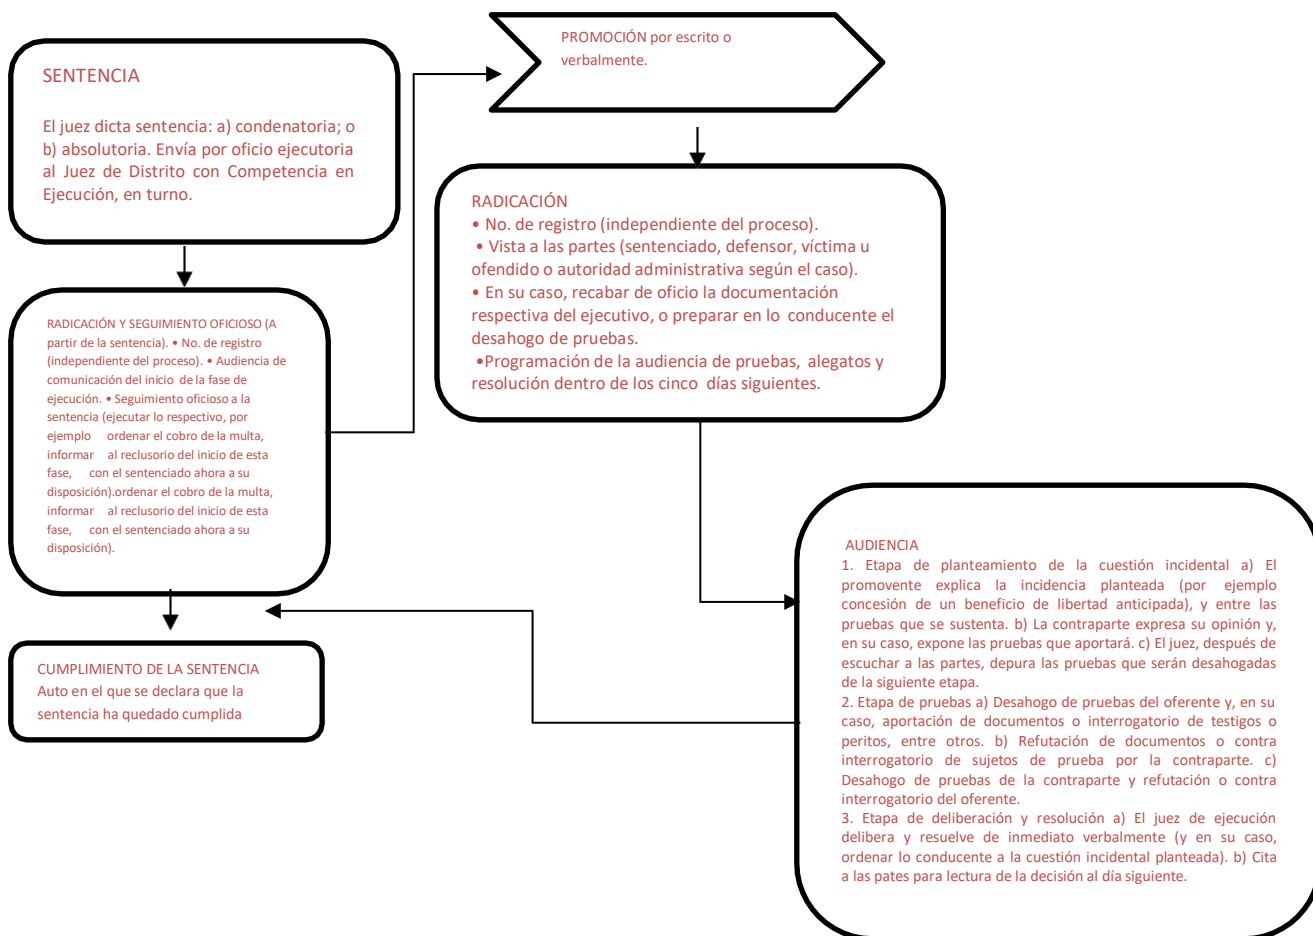 SENTENCIA
El juez dicta sentencia: a) condenatoria; o
b) absolutoria. Envía por oficio ejecutoria
al Juez de Distrito con Competencia en
Ejecución, en turno.
RADICACIÓN Y SEGUIMIENTO OFICIOSO (A
partir de la sentencia). • No. de registro
(independiente del proceso). • Audiencia de
comunicación del inicio de la fase de
ejecución. • Seguimiento oficioso a la
sentencia (ejecutar lo respectivo, por
ejemplo ordenar el cobro de la multa,
informar al reclusorio del inicio de esta
fase, con el sentenciado ahora a su
disposición).ordenar el cobro de la multa,
informar al reclusorio del inicio de esta
fase, con el sentenciado ahora a su
disposición).
CUMPLIMIENTO DE LA SENTENCIA
Auto en el que se declara que la
sentencia ha quedado cumplida
PROMOCIÓN por escrito o
verbalmente.
RADICACIÓN
• No. de registro (independiente del proceso).
• Vista a las partes (sentenciado, defensor, víctima u
ofendido o autoridad administrativa según el caso).
• En su caso, recabar de oficio la documentación
respectiva del ejecutivo, o preparar en lo conducente el
desahogo de pruebas.
•Programación de la audiencia de pruebas, alegatos y
resolución dentro de los cinco días siguientes.
AUDIENCIA
1. Etapa de planteamiento de la cuestión incidental a) El
promovente explica la incidencia planteada (por ejemplo
concesión de un beneficio de libertad anticipada), y entre las
pruebas que se sustenta. b) La contraparte expresa su opinión y,
en su caso, expone las pruebas que aportará. c) El juez, después de
escuchar a las partes, depura las pruebas que serán desahogadas
de la siguiente etapa.
2. Etapa de pruebas a) Desahogo de pruebas del oferente y, en su
caso, aportación de documentos o interrogatorio de testigos o
peritos, entre otros. b) Refutación de documentos o contra
interrogatorio de sujetos de prueba por la contraparte. c)
Desahogo de pruebas de la contraparte y refutación o contra
interrogatorio del oferente.
3. Etapa de deliberación y resolución a) El juez de ejecución
delibera y resuelve de inmediato verbalmente (y en su caso,
ordenar lo conducente a la cuestión incidental planteada). b) Cita
a las pates para lectura de la decisión al día siguiente.